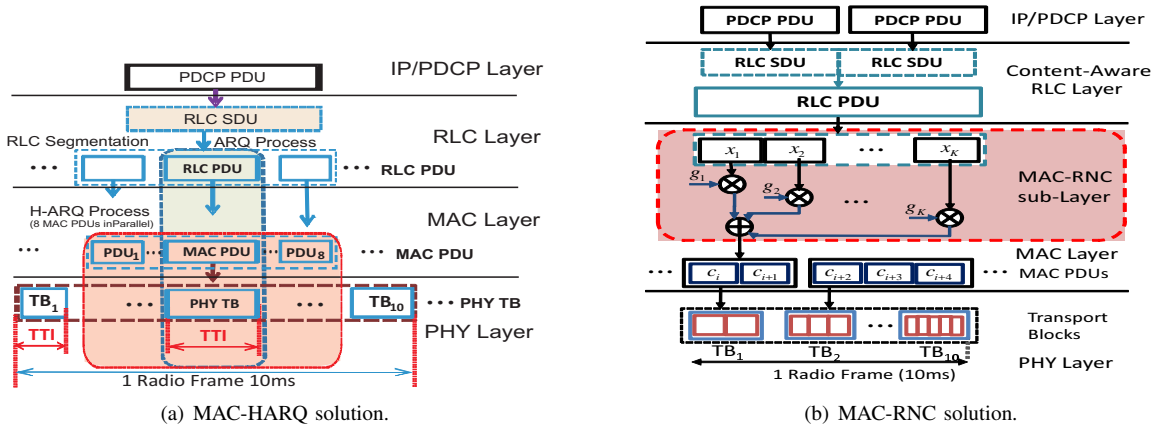 PDCP PDU
IP/PDCP Layer
RLC SDU
RLC Segmentation
ARQ Process
RLC Layer
••• RLC PDU ••• RLC PDU
H-ARQ Process
(8 MAC PDUs inParallel)
MAC Layer
••• PDU1 ••• MAC PDU ••• PDU8 ••• MAC PDU
TB1 ••• PHY TB ••• TB10 ••• PHY TB
TTI TTI
PHY Layer
1 Radio Frame 10ms
(a) MAC-HARQ solution.
PDCP PDU PDCP PDU
IP/PDCP Layer
RLC SDU RLC SDU
Content-Aware
RLC Layer
RLC PDU
x1 x2 ••• xK
g1
g2
gK
MAC-RNC
sub-Layer
MAC Layer
••• ci ci+1 ci+2 ci+3 ci+4 ••• MAC PDUs
•••
Transport
Blocks
TB1 TB2 TB10
PHY Layer
1 Radio Frame (10ms)
(b) MAC-RNC solution.